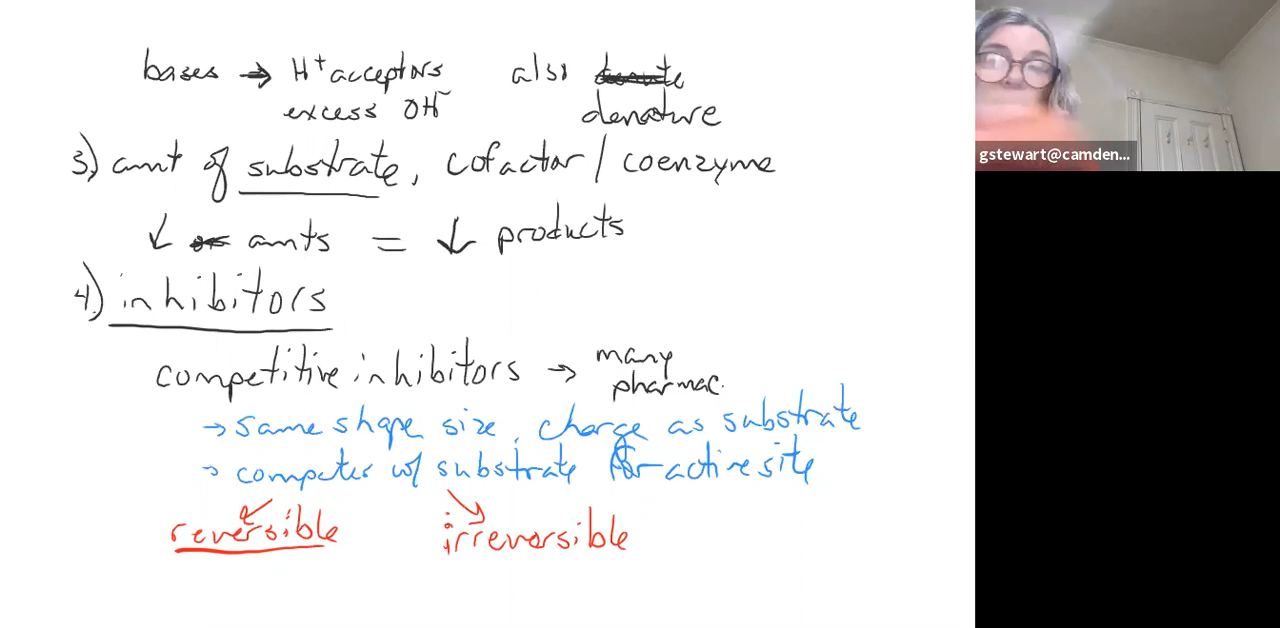 bases → H⁺ acceptors also
excess OH⁻ denature
3.) amt of substrate, cofactor / coenzyme
↓ amts = ↓ products
4.) inhibitors
competitive inhibitors → many
pharmac.
→ same shape size, charge as substrate
→ competes w/ substrate for active site
reversible irreversible
gstewart@camden...